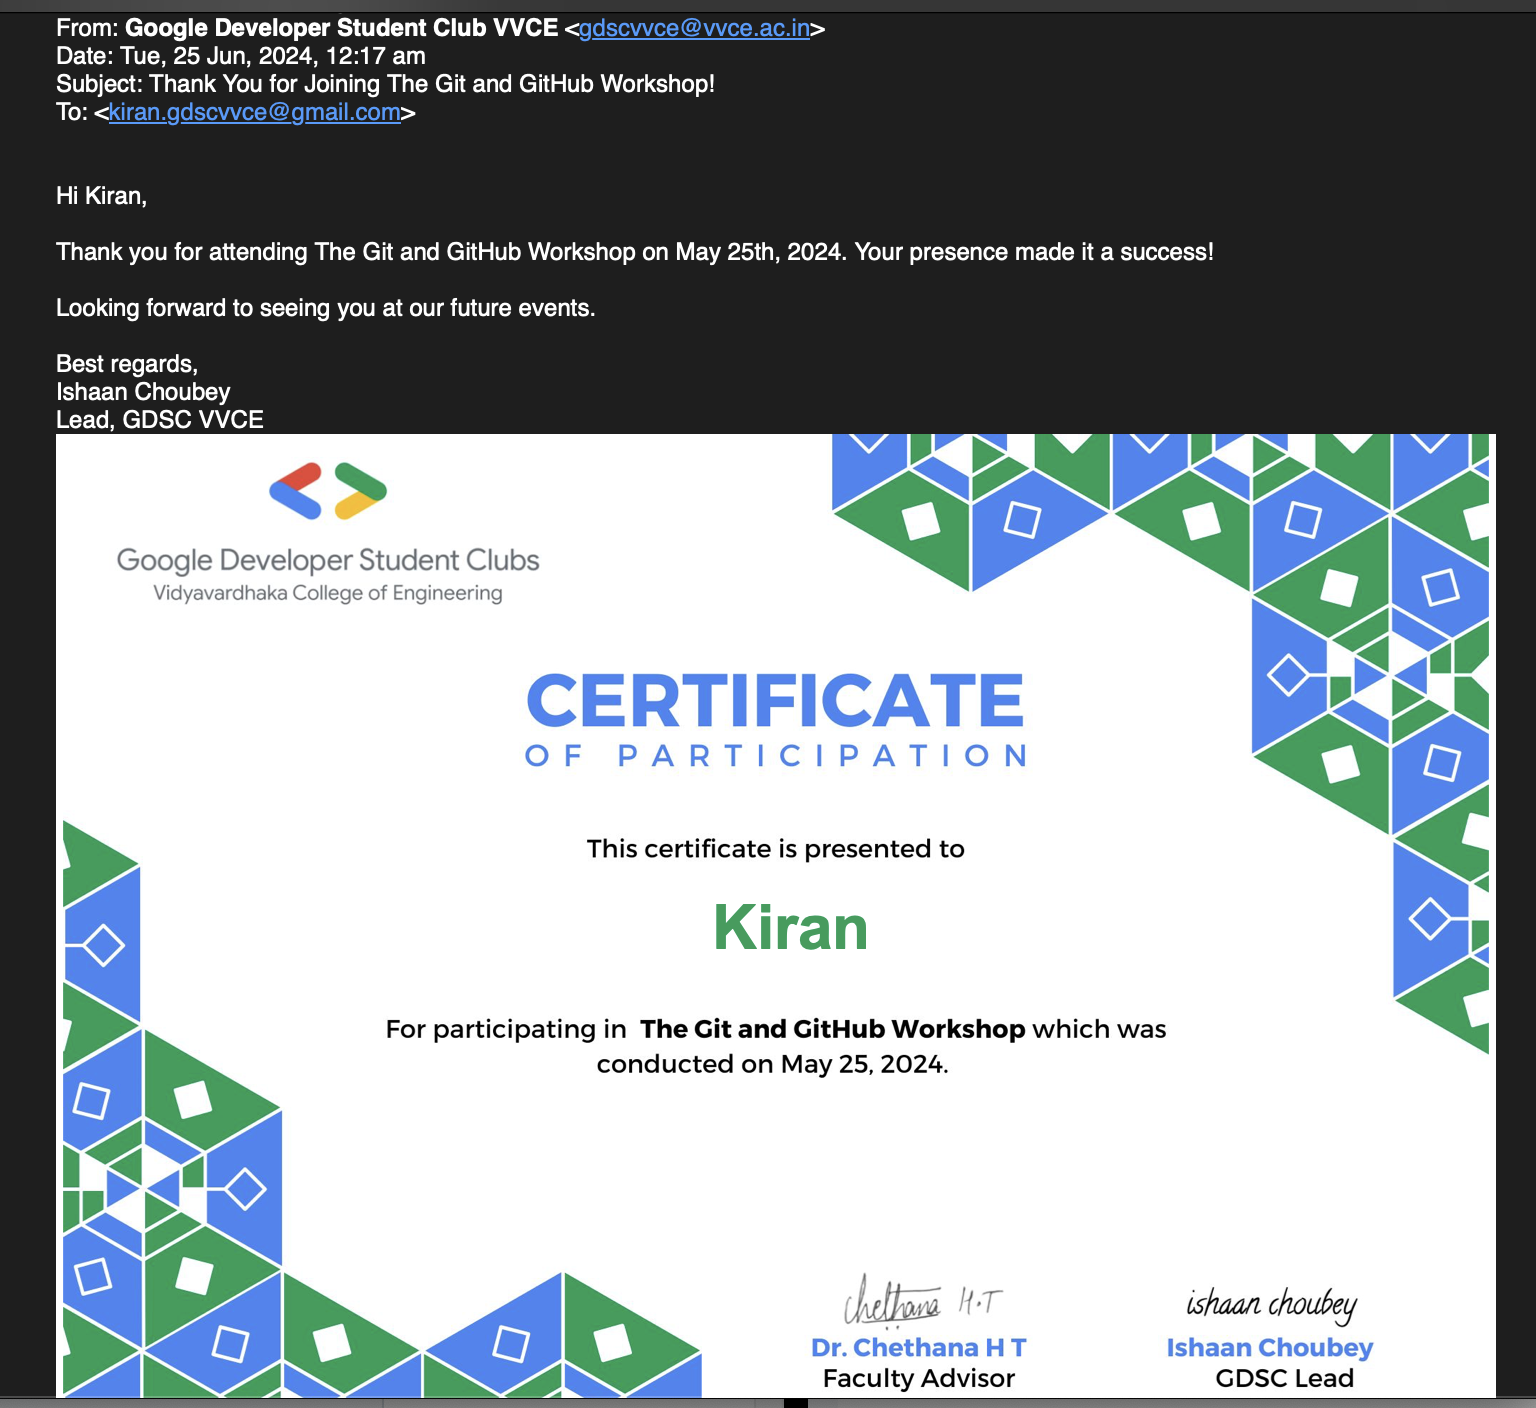 From: Google Developer Student Club VVCE <gdscvvce@vvce.ac.in>
Date: Tue, 25 Jun, 2024, 12:17 am
Subject: Thank You for Joining The Git and GitHub Workshop!
To: <kiran.gdscvvce@gmail.com>
Hi Kiran,
Thank you for attending The Git and GitHub Workshop on May 25th, 2024. Your presence made it a success!
Looking forward to seeing you at our future events.
Best regards,
Ishaan Choubey
Lead, GDSC VVCE
Google Developer Student Clubs
Vidyavardhaka College of Engineering
CERTIFICATE
OF PARTICIPATION
This certificate is presented to
Kiran
For participating in The Git and GitHub Workshop which was
conducted on May 25, 2024.
chethana H.T
Dr. Chethana H T
Faculty Advisor
ishaan choubey
Ishaan Choubey
GDSC Lead